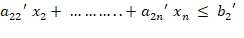 a₂₂′ x₂ + ………..+ a₂ₙ′ xₙ ≤ b₂′